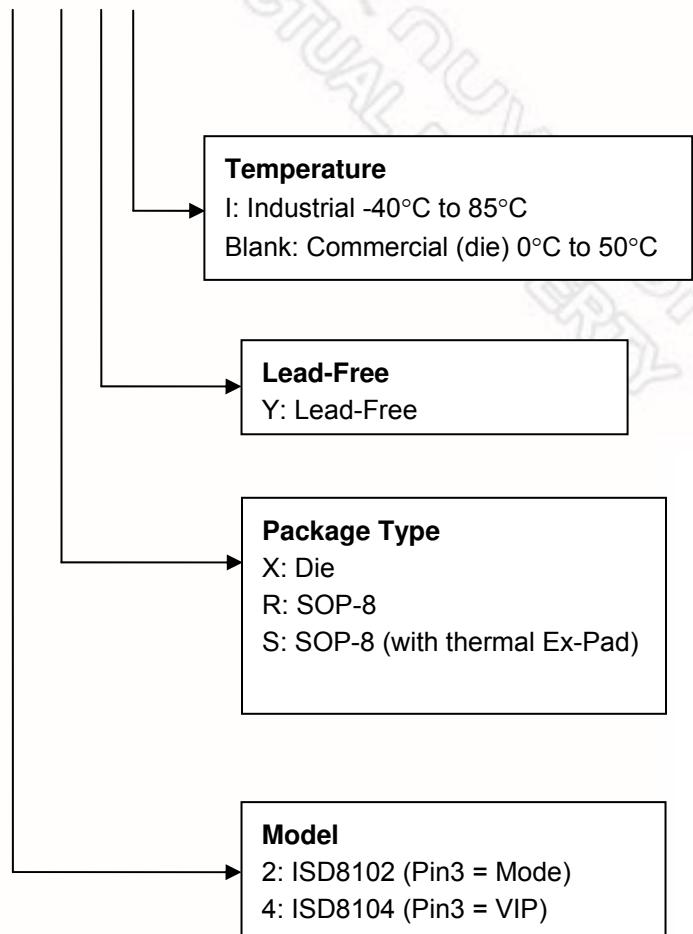 Temperature
I: Industrial -40°C to 85°C
Blank: Commercial (die) 0°C to 50°C
Lead-Free
Y: Lead-Free
Package Type
X: Die
R: SOP-8
S: SOP-8 (with thermal Ex-Pad)
Model
2: ISD8102 (Pin3 = Mode)
4: ISD8104 (Pin3 = VIP)